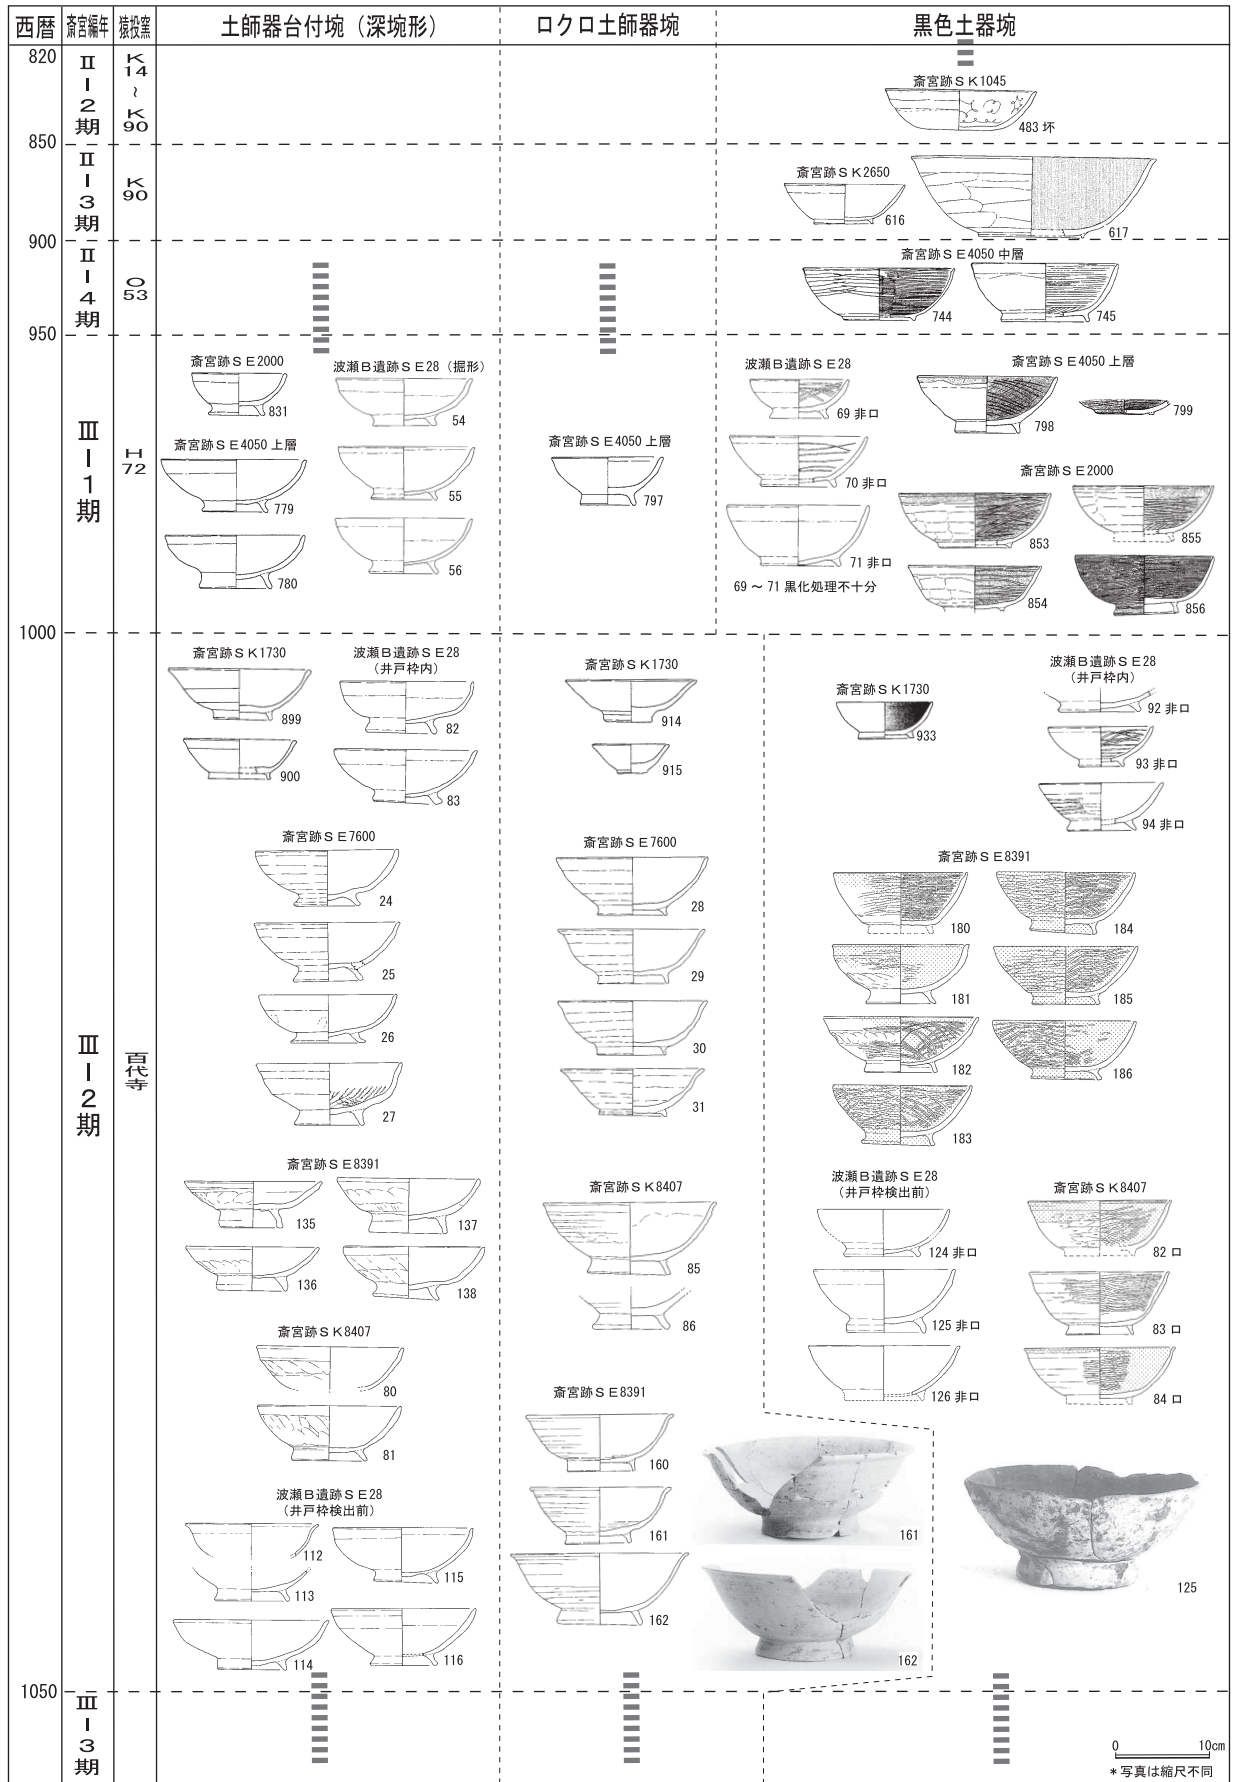 西暦 斎宮編年 猿投窯 土師器台付埦（深埦形） ロクロ土師器埦 黒色土器埦
820
Ⅱ-2期
K14～K90
斎宮跡SK1045
483 坏
850
Ⅱ-3期
K90
斎宮跡SK2650
616
617
900
Ⅱ-4期
O53
斎宮跡SE4050 中層
744
745
950
Ⅲ-1期
H72
斎宮跡SE2000
831
斎宮跡SE4050 上層
779
780
波瀬B遺跡SE28（掘形）
54
55
56
斎宮跡SE4050 上層
797
波瀬B遺跡SE28
69 非ロ
70 非ロ
71 非ロ
69～71 黒化処理不十分
斎宮跡SE4050 上層
798
799
斎宮跡SE2000
853
855
854
856
1000
Ⅲ-2期
百代寺
斎宮跡SK1730
899
900
波瀬B遺跡SE28
（井戸枠内）
82
83
斎宮跡SE7600
24
25
26
27
斎宮跡SE8391
135
137
136
138
斎宮跡SK8407
80
81
波瀬B遺跡SE28
（井戸枠検出前）
112
115
113
114
116
斎宮跡SK1730
914
915
斎宮跡SE7600
28
29
30
31
斎宮跡SK8407
85
86
斎宮跡SE8391
160
161
162
161
162
斎宮跡SK1730
933
波瀬B遺跡SE28
（井戸枠内）
92 非ロ
93 非ロ
94 非ロ
斎宮跡SE8391
180
184
181
185
182
186
183
波瀬B遺跡SE28
（井戸枠検出前）
124 非ロ
125 非ロ
126 非ロ
斎宮跡SK8407
82 ロ
83 ロ
84 ロ
125
1050
Ⅲ-3期
0 10cm
＊写真は縮尺不同